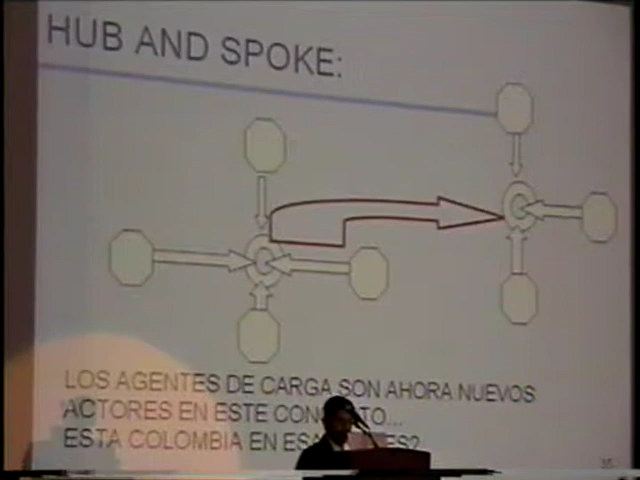 HUB AND SPOKE:
LOS AGENTES DE CARGA SON AHORA NUEVOS
ACTORES EN ESTE
ESTA COLOMBIA EN